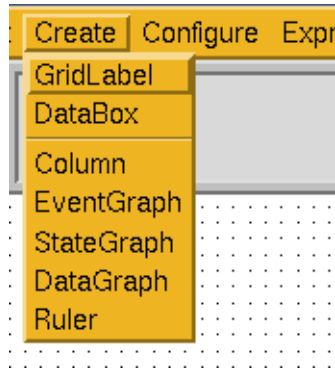 Create Configure Expr
GridLabel
DataBox
Column
EventGraph
StateGraph
DataGraph
Ruler